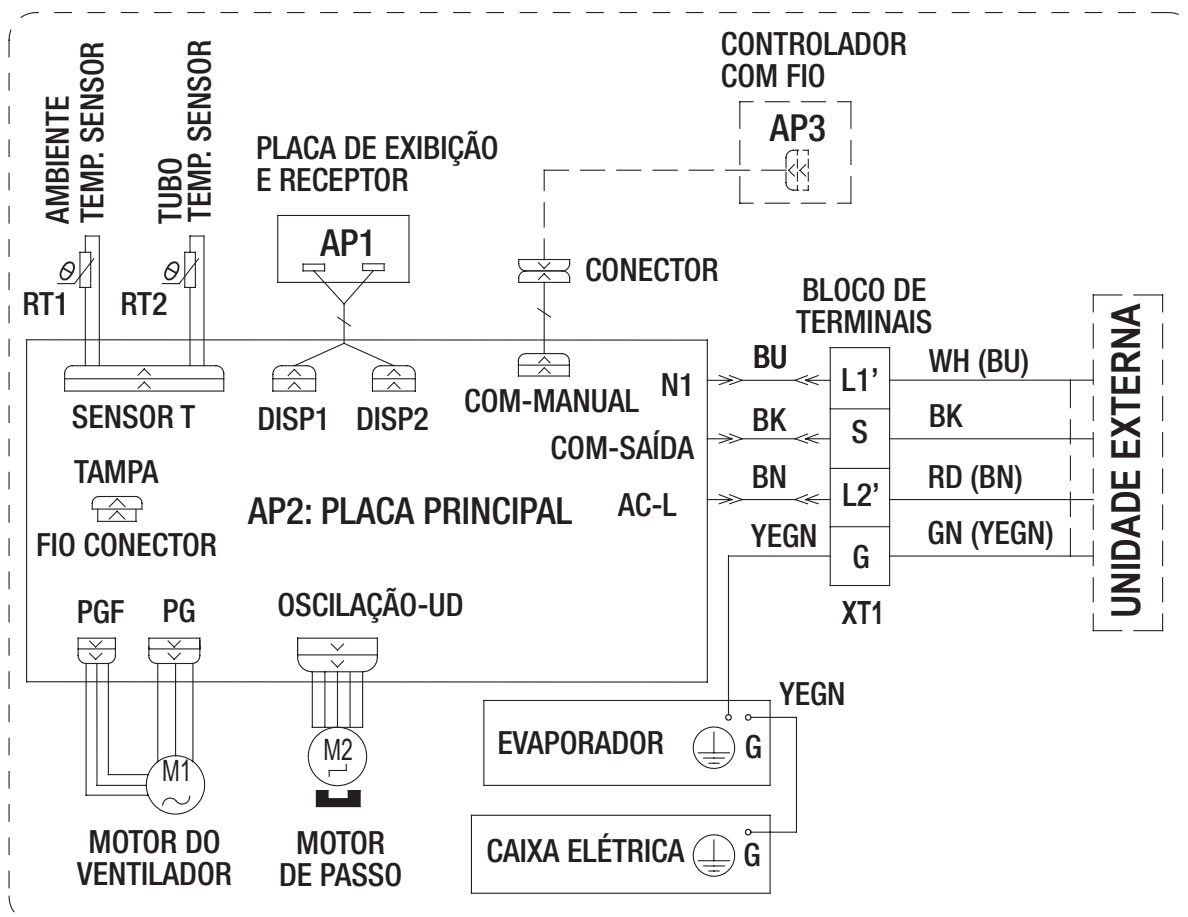 CONTROLADOR
COM FIO
AP3
AMBIENTE
TEMP. SENSOR
TUBO
TEMP. SENSOR
PLACA DE EXIBIÇÃO
E RECEPTOR
AP1
θ
RT1
θ
RT2
CONECTOR
BLOCO DE
TERMINAIS
SENSOR T
DISP1
DISP2
COM-MANUAL
N1
BU
L1’
WH (BU)
COM-SAÍDA
BK
S
BK
AC-L
BN
L2’
RD (BN)
YEGN
G
GN (YEGN)
XT1
UNIDADE EXTERNA
TAMPA
FIO CONECTOR
AP2: PLACA PRINCIPAL
PGF
PG
OSCILAÇÃO-UD
M1
M2
MOTOR DO
VENTILADOR
MOTOR
DE PASSO
YEGN
EVAPORADOR
G
CAIXA ELÉTRICA
G